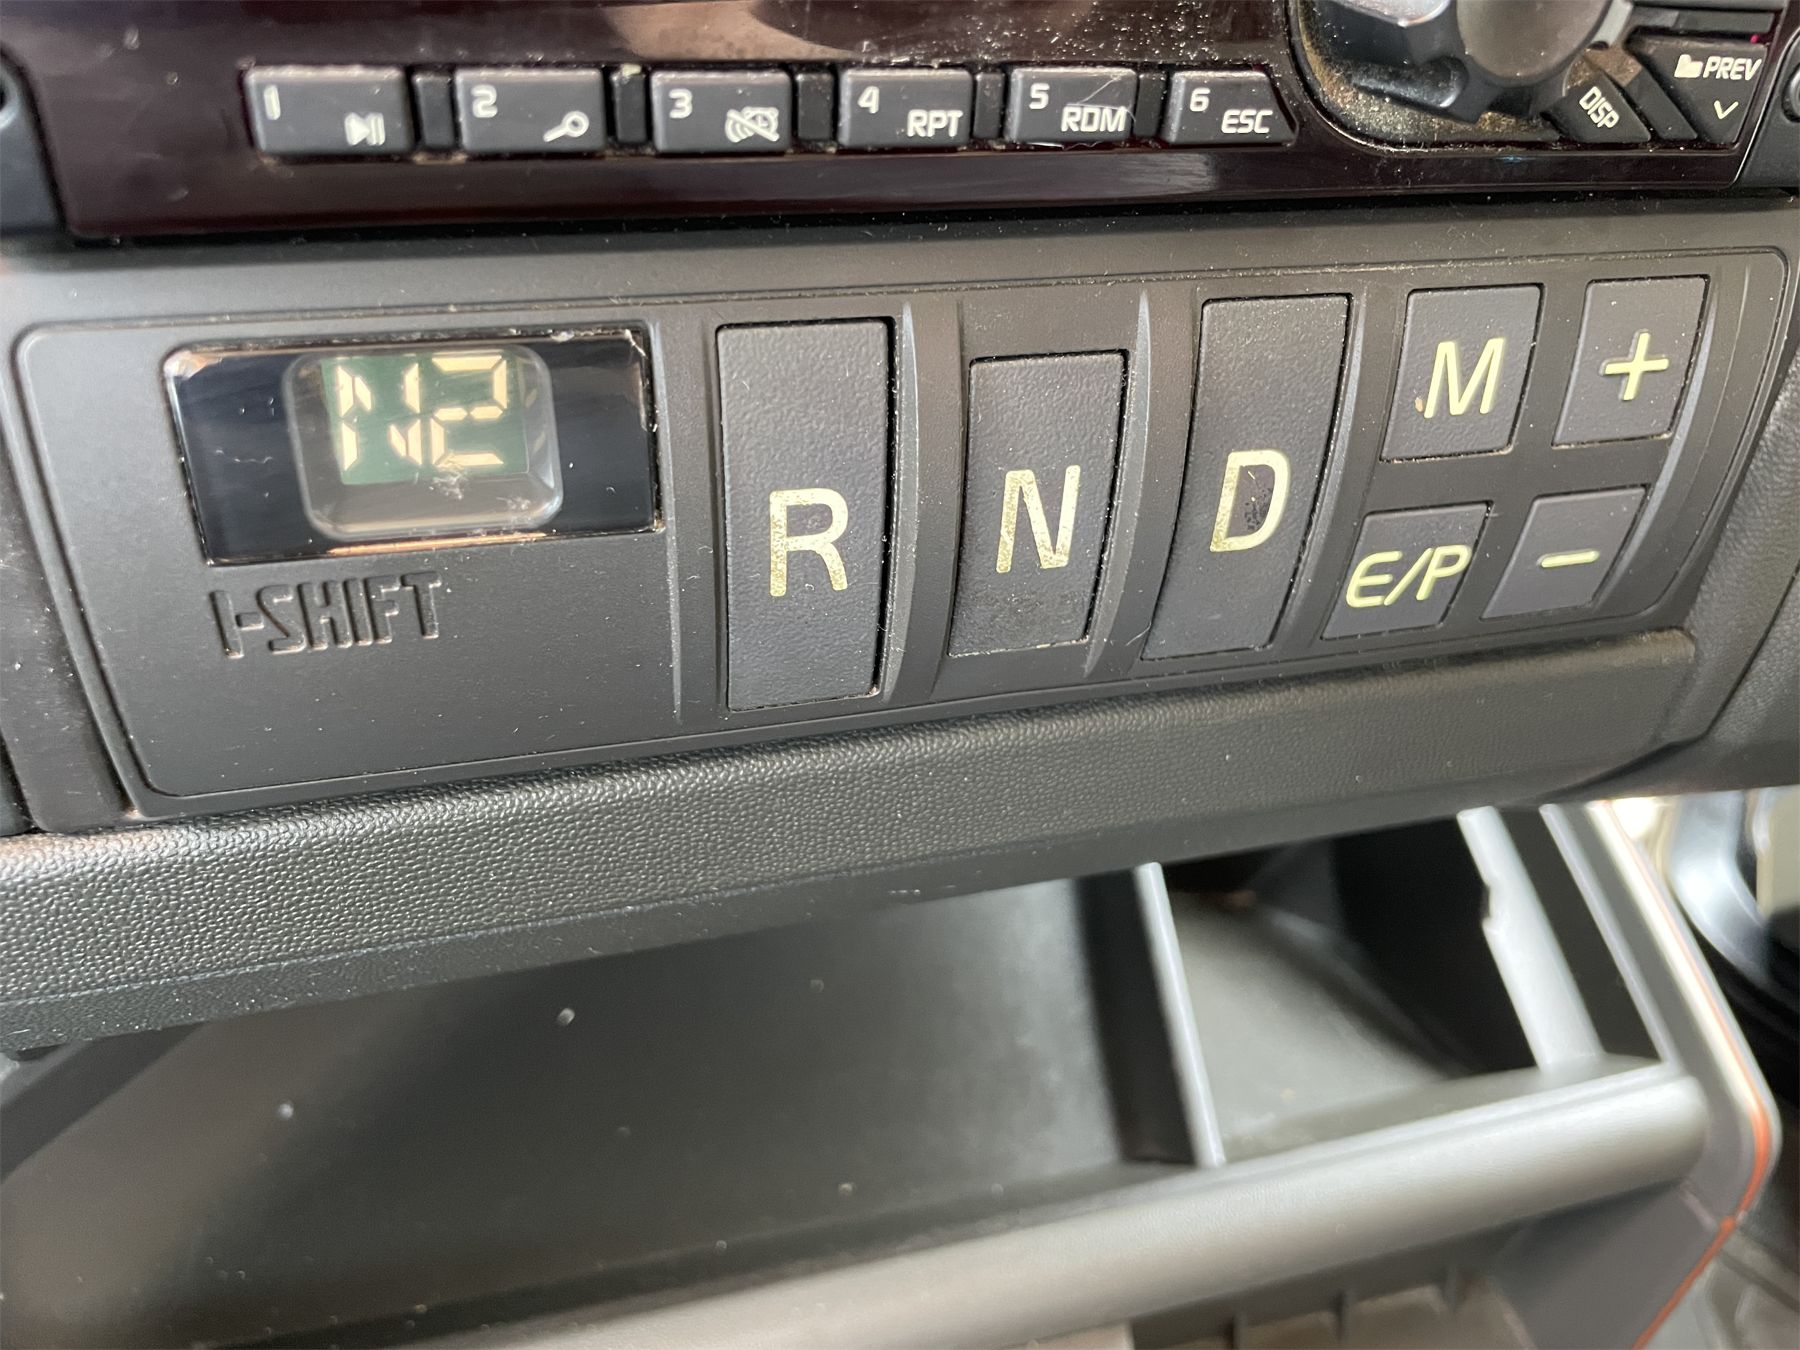 1 2 3 4 RPT 5 RDM 6 ESC DISP PREV
N2 R N D M +
E/P −
I-SHIFT